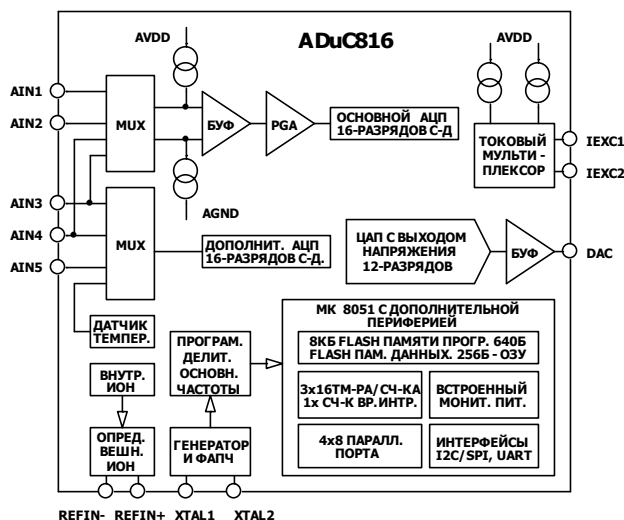 ADuC816
AVDD
AVDD
AIN1
AIN2
AIN3
AIN4
AIN5
MUX
БУФ
PGA
ОСНОВНОЙ АЦП
16-РАЗРЯДОВ С-Д
AGND
ТОКОВЫЙ
МУЛЬТИ -
ПЛЕКСОР
IEXC1
IEXC2
MUX
ДОПОЛНИТ. АЦП
16-РАЗРЯДОВ С-Д.
ЦАП С ВЫХОДОМ
НАПРЯЖЕНИЯ
12-РАЗРЯДОВ
БУФ
DAC
ДАТЧИК
ТЕМПЕР.
ВНУТР.
ИОН
ОПРЕД.
ВЕШН.
ИОН
ПРОГРАМ.
ДЕЛИТ.
ОСНОВН.
ЧАСТОТЫ
ГЕНЕРАТОР
И ФАПЧ
МК 8051 С ДОПОЛНИТЕЛЬНОЙ
ПЕРИФЕРИЕЙ
8КБ FLASH ПАМЯТИ ПРОГР. 640Б
FLASH ПАМ. ДАННЫХ. 256Б - ОЗУ
3х16ТМ-РА/СЧ-КА
1х СЧ-К ВР.ИНТР.
ВСТРОЕННЫЙ
МОНИТ. ПИТ.
4х8 ПАРАЛЛ.
ПОРТА
ИНТЕРФЕЙСЫ
I2C/SPI, UART
REFIN- REFIN+ XTAL1 XTAL2